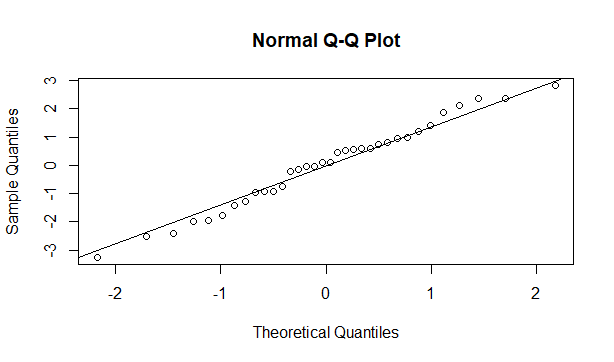 Normal Q-Q Plot
Sample Quantiles
3
2
1
0
-1
-2
-3
-2 -1 0 1 2
Theoretical Quantiles